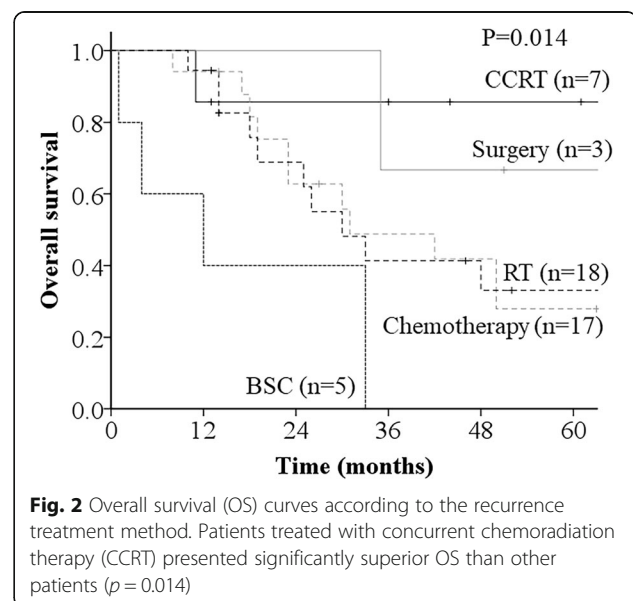 P=0.014
1.0
CCRT (n=7)
0.8
Surgery (n=3)
0.6
Overall survival
0.4
RT (n=18)
Chemotherapy (n=17)
0.2
BSC (n=5)
0.0
0 12 24 36 48 60
Time (months)
Fig. 2 Overall survival (OS) curves according to the recurrence
treatment method. Patients treated with concurrent chemoradiation
therapy (CCRT) presented significantly superior OS than other
patients (p = 0.014)